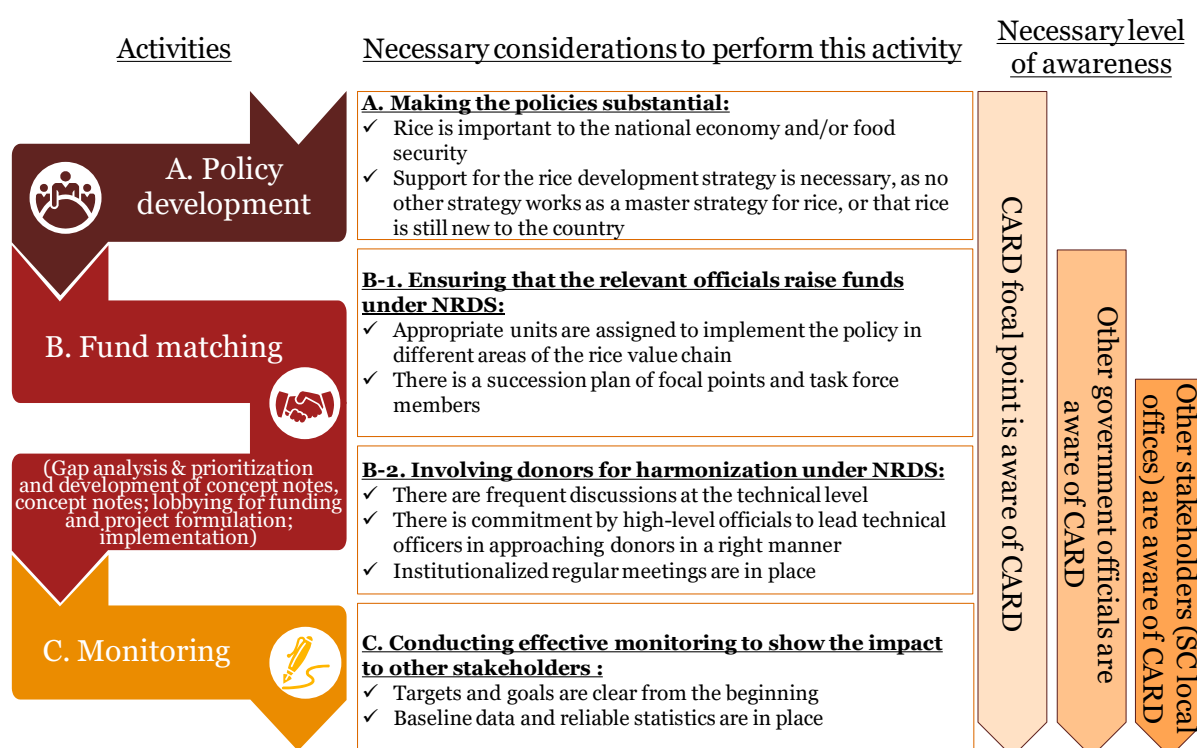 Activities
Necessary considerations to perform this activity
Necessary level
of awareness
A. Policy
development
A. Making the policies substantial:
✓ Rice is important to the national economy and/or food
security
✓ Support for the rice development strategy is necessary, as no
other strategy works as a master strategy for rice, or that rice
is still new to the country
B. Fund matching
(Gap analysis & prioritization
and development of concept notes,
concept notes; lobbying for funding
and project formulation;
implementation)
B-1. Ensuring that the relevant officials raise funds
under NRDS:
✓ Appropriate units are assigned to implement the policy in
different areas of the rice value chain
✓ There is a succession plan of focal points and task force
members
B-2. Involving donors for harmonization under NRDS:
✓ There are frequent discussions at the technical level
✓ There is commitment by high-level officials to lead technical
officers in approaching donors in a right manner
✓ Institutionalized regular meetings are in place
C. Monitoring
C. Conducting effective monitoring to show the impact
to other stakeholders :
✓ Targets and goals are clear from the beginning
✓ Baseline data and reliable statistics are in place
CARD focal point is aware of CARD
Other government officials are
aware of CARD
Other stakeholders (SC local
offices) are aware of CARD